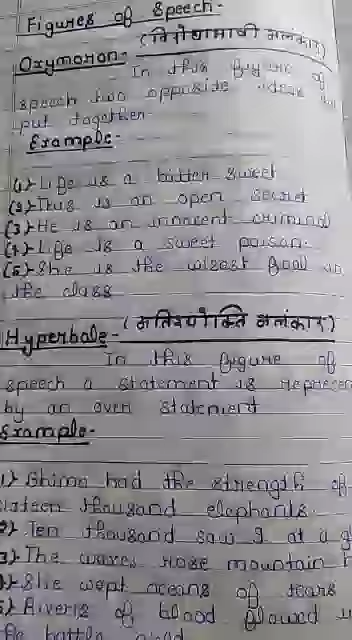 Figures of Speech-
Oxymoron- (विरोधाभाषी अलंकार)
In this figure of
speech two opposite ideas
put together-
Example-
(1) Life is a bitter sweet
(2) This is an open secret
(3) He is an innocent criminal
(4) Life is a sweet poison-
(5) She is the wisest fool in
the class
Hyperbole- (अतिश्योक्ति अलंकार)
In this figure of
speech a statement is
by an over statement
Example-
1) Bhima had the strength of
sixteen thousand elephants.
2) Ten thousand saw I at a
3) The waves rose mountain
4) She wept oceans of tears
5) Rivers of blood flowed
the battle